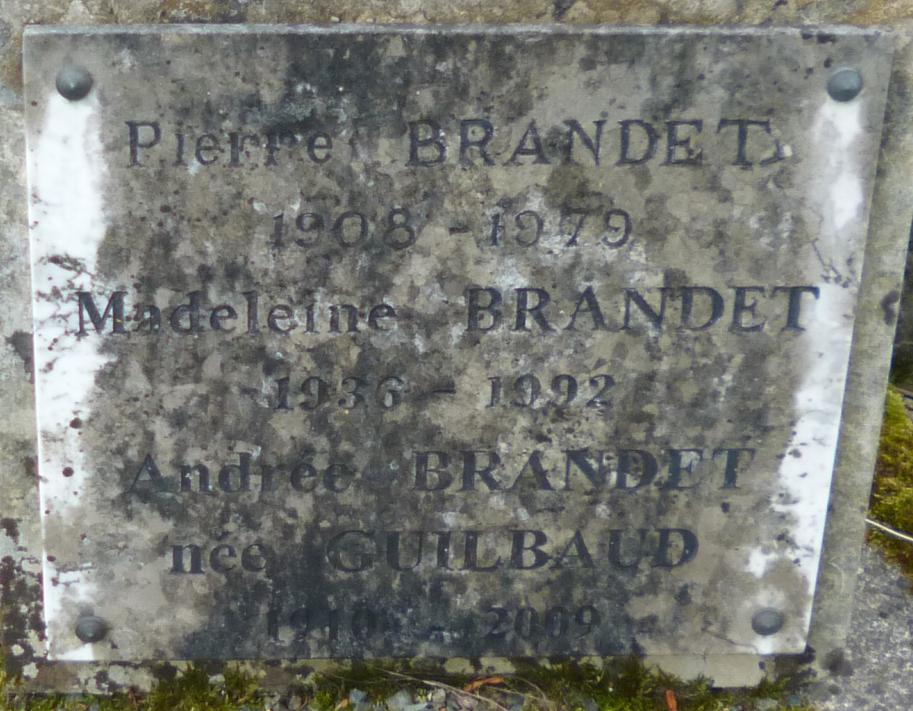 Pierre BRANDET
1908 - 1979
Madeleine BRANDET
1936 - 1992
Andrée BRANDET
née GUILBAUD
1910 - 2009